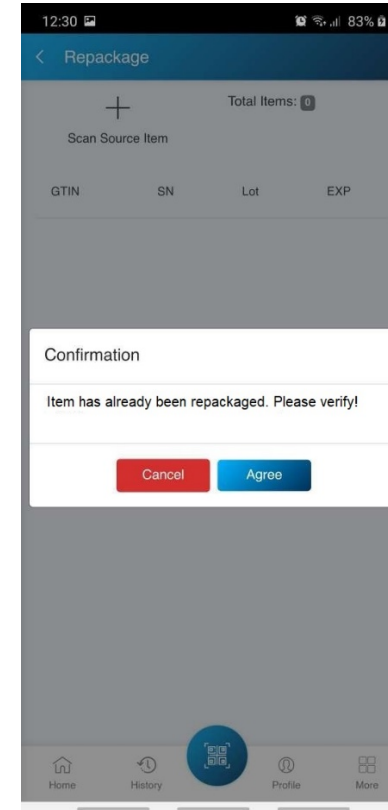 12:30 83%
Repackage
Total Items: 0
Scan Source Item
GTIN SN Lot EXP
Confirmation
Item has already been repackaged. Please verify!
Cancel Agree
Home History Profile More